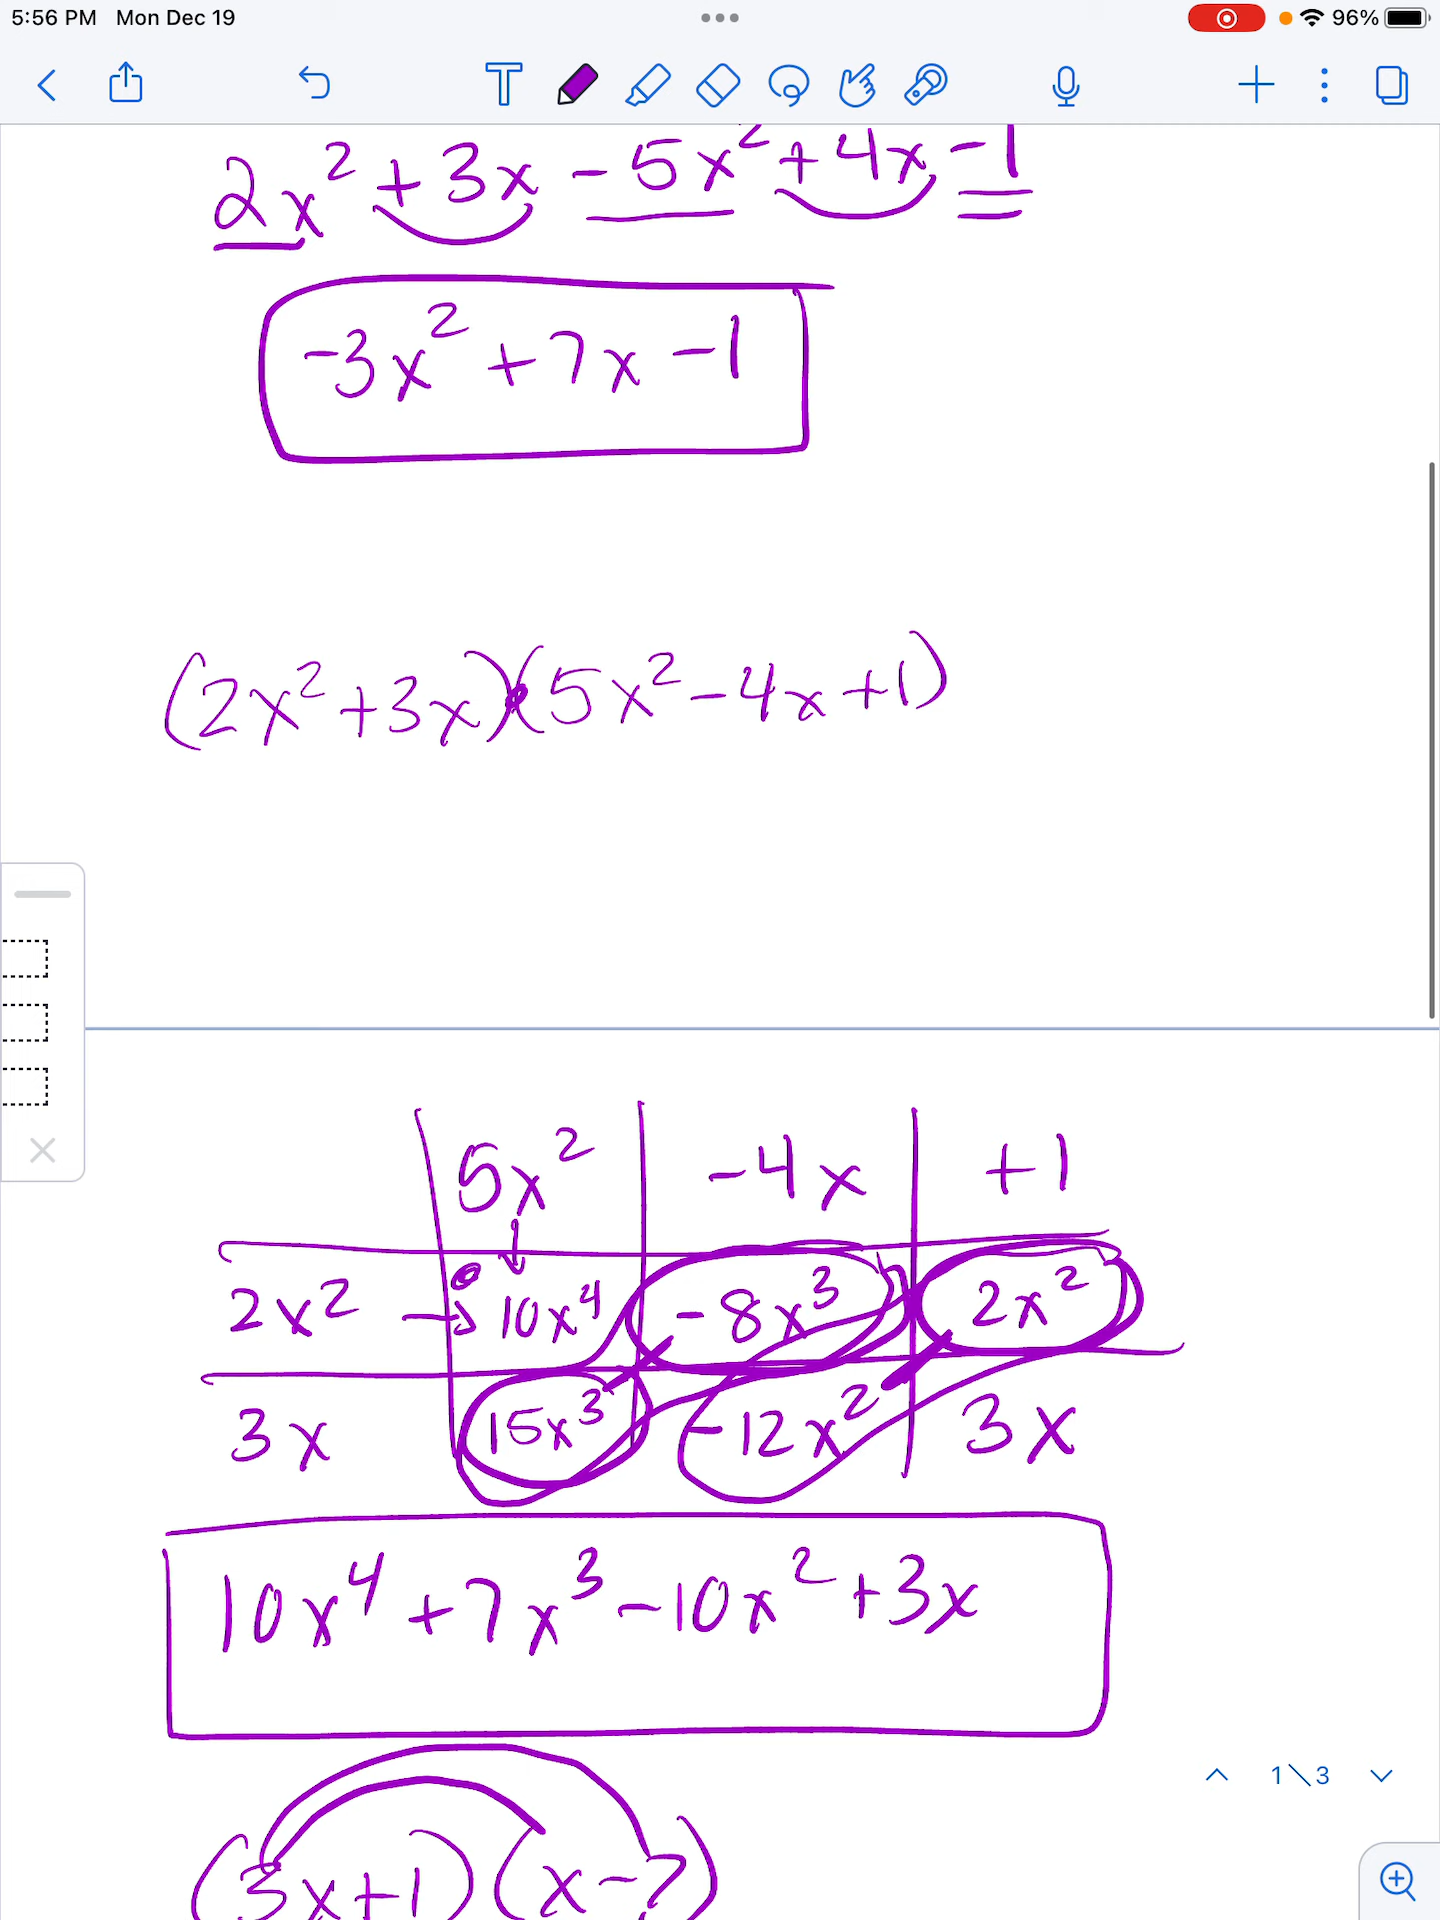 5:56 PM Mon Dec 19 96%
T
2x² + 3x - 5x² + 4x - 1
-3x² + 7x - 1
(2x² + 3x)•(5x² - 4x + 1)
5x² -4x +1
2x² → 10x⁴ -8x³ 2x²
3x 15x³ -12x² 3x
10x⁴ + 7x³ - 10x² + 3x
1\3
(3x+1)(x-